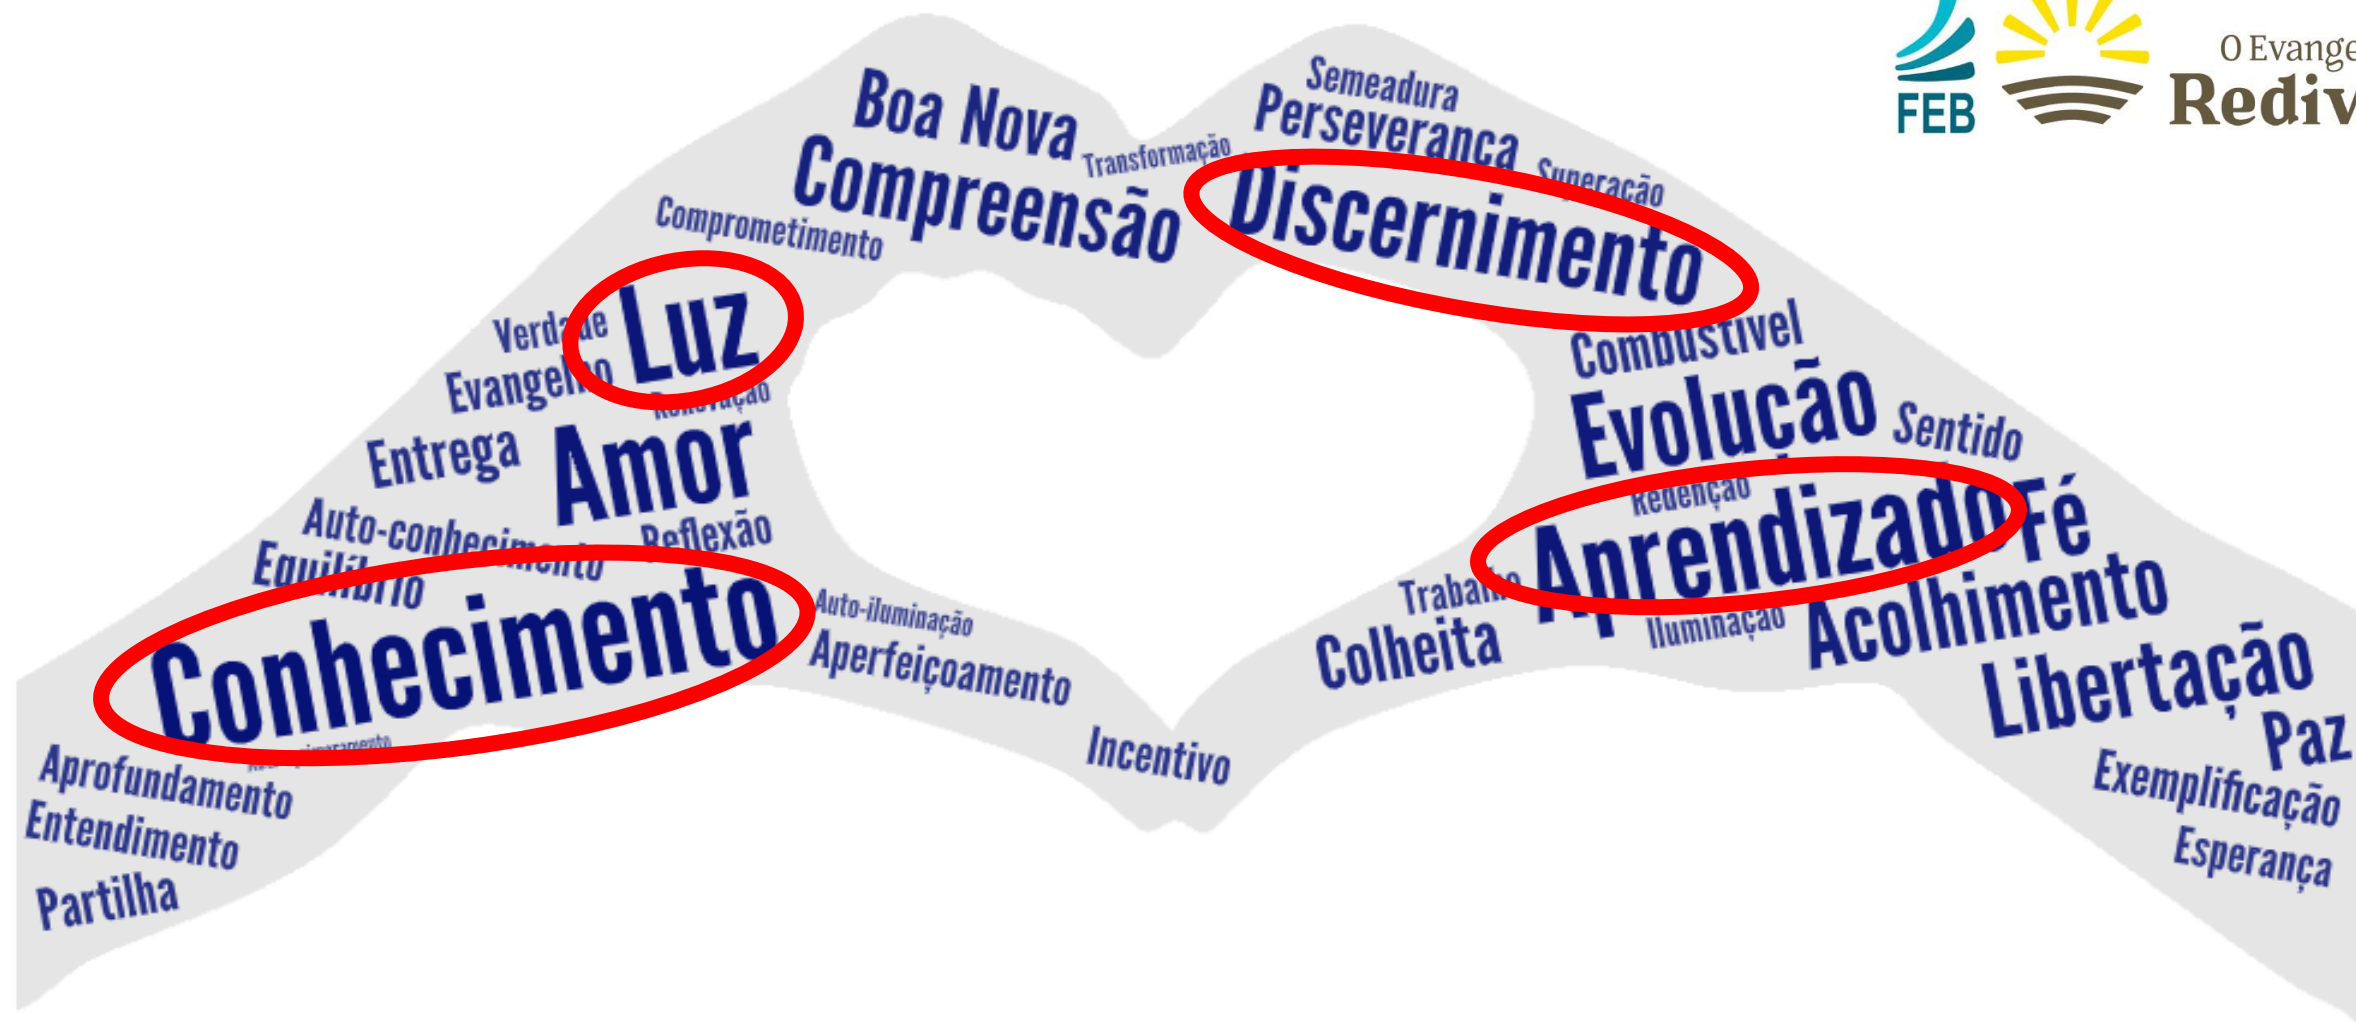 FEB
O Evange
Rediv
Semeadura
Boa Nova
Perseverança
Transformação
Superação
Compreensão
Discernimento
Comprometimento
Luz
Verdade
Combustível
Evangelho
Renovação
Evolução
Amor
Sentido
Entrega
Redenção
Fé
Aprendizado
Auto-conhecimento
Reflexão
Equilíbrio
Trabalho
Acolhimento
Conhecimento
Auto-iluminação
Iluminação
Colheita
Aperfeiçoamento
Libertação
Paz
Incentivo
Aprofundamento
Exemplificação
Entendimento
Esperança
Partilha